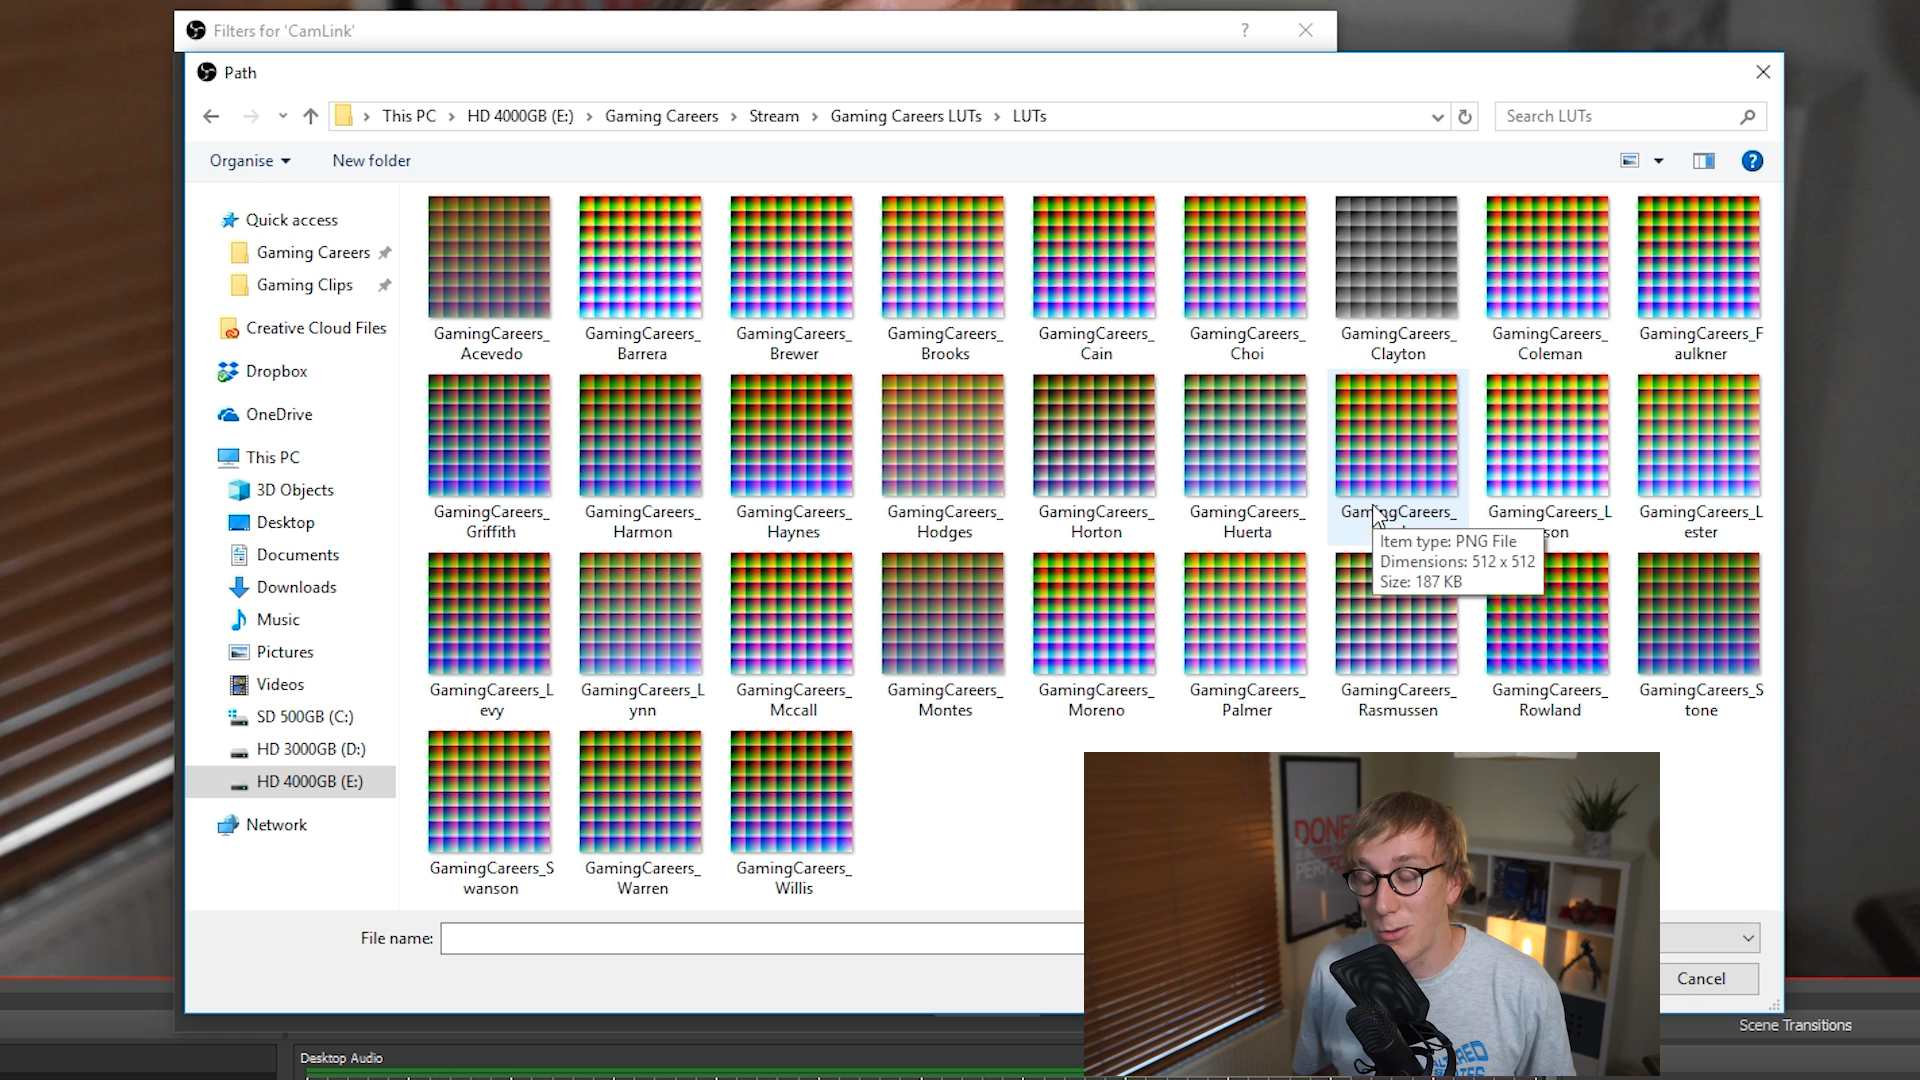 Filters for 'CamLink'
?
Path
This PC > HD 4000GB (E:) > Gaming Careers > Stream > Gaming Careers LUTs > LUTs
Search LUTs
Organise
New folder
?
Quick access
Gaming Careers
Gaming Clips
Creative Cloud Files
Dropbox
OneDrive
This PC
3D Objects
Desktop
Documents
Downloads
Music
Pictures
Videos
SD 500GB (C:)
HD 3000GB (D:)
HD 4000GB (E:)
Network
GamingCareers_
Acevedo
GamingCareers_
Barrera
GamingCareers_
Brewer
GamingCareers_
Brooks
GamingCareers_
Cain
GamingCareers_
Choi
GamingCareers_
Clayton
GamingCareers_
Coleman
GamingCareers_F
aulkner
GamingCareers_
Griffith
GamingCareers_
Harmon
GamingCareers_
Haynes
GamingCareers_
Hodges
GamingCareers_
Horton
GamingCareers_
Huerta
GamingCareers_
GamingCareers_L
son
GamingCareers_L
ester
Item type: PNG File
Dimensions: 512 x 512
Size: 187 KB
GamingCareers_L
evy
GamingCareers_L
ynn
GamingCareers_
Mccall
GamingCareers_
Montes
GamingCareers_
Moreno
GamingCareers_
Palmer
GamingCareers_
Rasmussen
GamingCareers_
Rowland
GamingCareers_S
tone
GamingCareers_S
wanson
GamingCareers_
Warren
GamingCareers_
Willis
File name:
Cancel
DONE
Scene Transitions
Desktop Audio